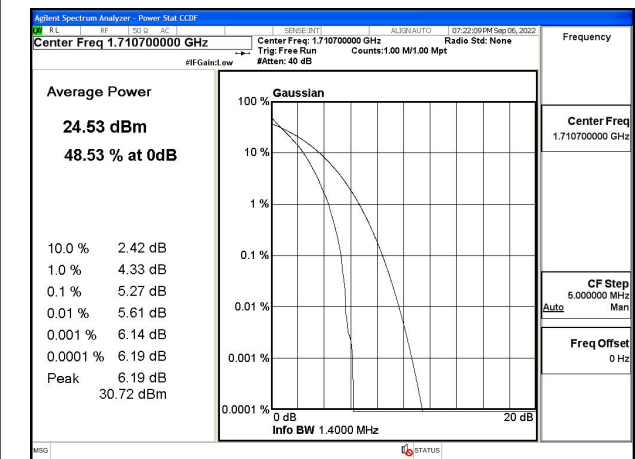 Agilent Spectrum Analyzer - Power Stat CCDF
LXI RL RF 50 Ω AC SENSE:INT ALIGN AUTO 07:22:09 PM Sep 06, 2022
Center Freq 1.710700000 GHz
Center Freq: 1.710700000 GHz Radio Std: None
Trig: Free Run Counts:1.00 M/1.00 Mpt
#IFGain:Low #Atten: 40 dB
Frequency
Average Power
24.53 dBm
48.53 % at 0dB
10.0 % 2.42 dB
1.0 % 4.33 dB
0.1 % 5.27 dB
0.01 % 5.61 dB
0.001 % 6.14 dB
0.0001 % 6.19 dB
Peak 6.19 dB
30.72 dBm
Gaussian
100 %
10 %
1 %
0.1 %
0.01 %
0.001 %
0.0001 %
0 dB 20 dB
Info BW 1.4000 MHz
Center Freq
1.710700000 GHz
CF Step
5.000000 MHz
Auto Man
Freq Offset
0 Hz
MSG STATUS